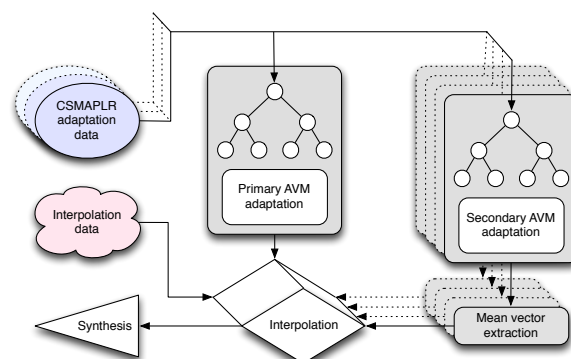 CSMAPLR
adaptation
data
Primary AVM
adaptation
Secondary AVM
adaptation
Interpolation
data
Mean vector
extraction
Synthesis
Interpolation